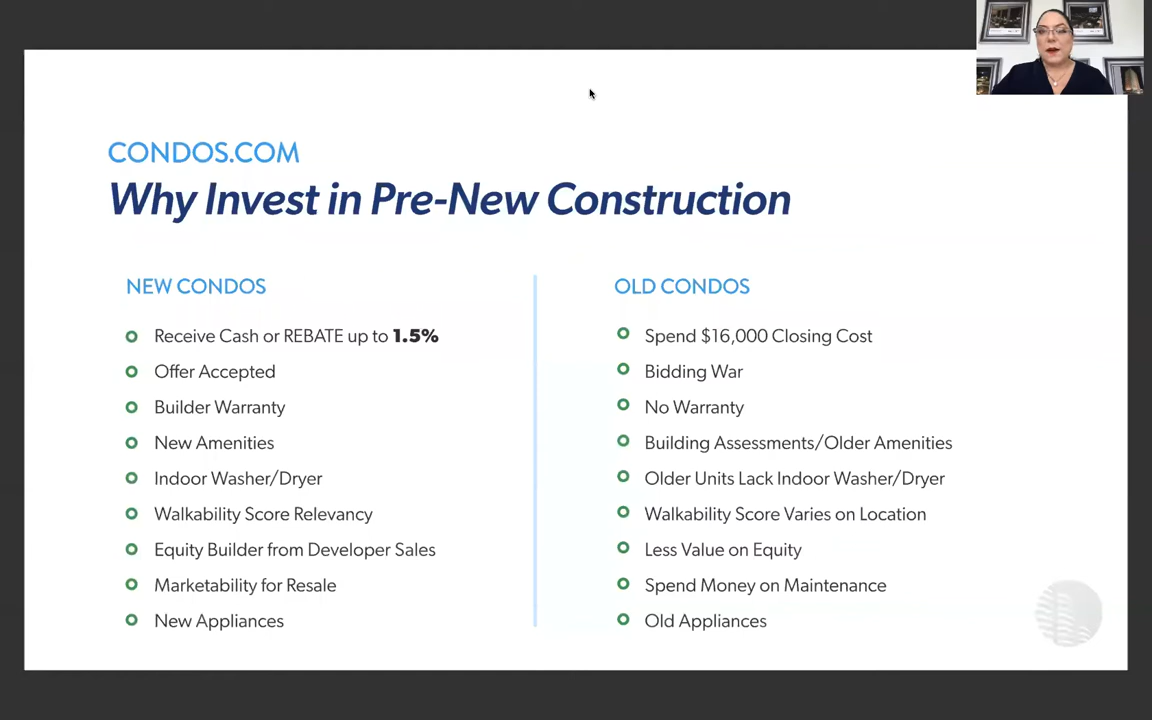 CONDOS.COM
Why Invest in Pre-New Construction
NEW CONDOS
Receive Cash or REBATE up to 1.5%
Offer Accepted
Builder Warranty
New Amenities
Indoor Washer/Dryer
Walkability Score Relevancy
Equity Builder from Developer Sales
Marketability for Resale
New Appliances
OLD CONDOS
Spend $16,000 Closing Cost
Bidding War
No Warranty
Building Assessments/Older Amenities
Older Units Lack Indoor Washer/Dryer
Walkability Score Varies on Location
Less Value on Equity
Spend Money on Maintenance
Old Appliances